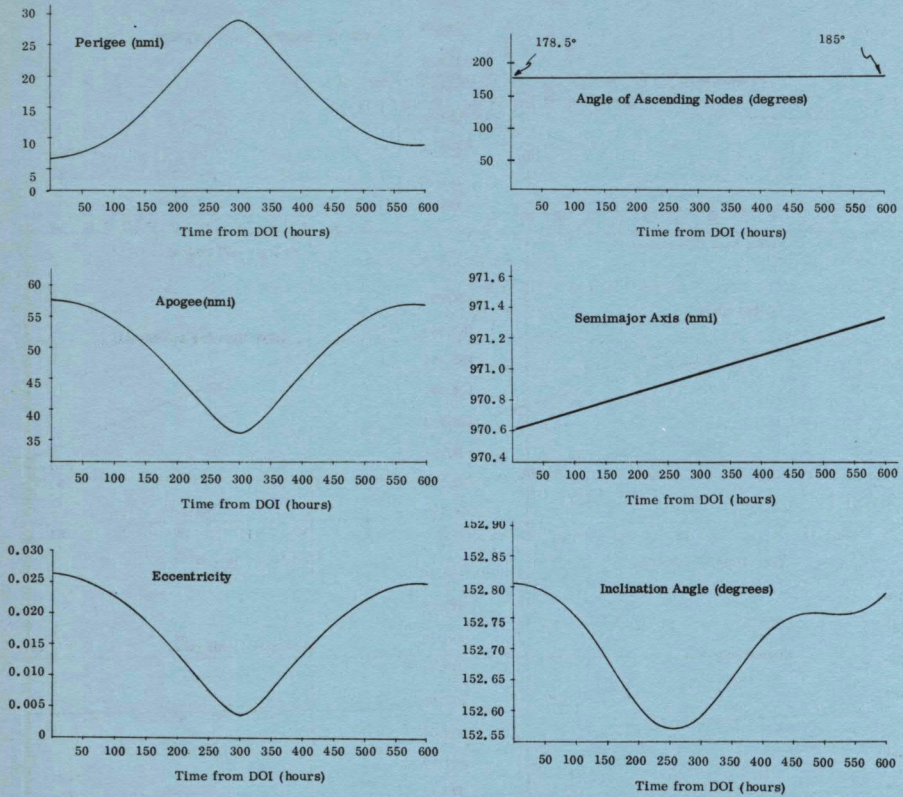 Perigee (nmi)
30
25
20
15
10
5
0
50 100 150 200 250 300 350 400 450 500 550 600
Time from DOI (hours)
178.5°
185°
Angle of Ascending Nodes (degrees)
200
150
100
50
50 100 150 200 250 300 350 400 450 500 550 600
Time from DOI (hours)
Apogee(nmi)
60
55
50
45
40
35
50 100 150 200 250 300 350 400 450 500 550 600
Time from DOI (hours)
Semimajor Axis (nmi)
971.6
971.4
971.2
971.0
970.8
970.6
970.4
50 100 150 200 250 300 350 400 450 500 550 600
Time from DOI (hours)
Eccentricity
0.030
0.025
0.020
0.015
0.010
0.005
0
50 100 150 200 250 300 350 400 450 500 550 600
Time from DOI (hours)
Inclination Angle (degrees)
152.90
152.85
152.80
152.75
152.70
152.65
152.60
152.55
50 100 150 200 250 300 350 400 450 500 550 600
Time from DOI (hours)